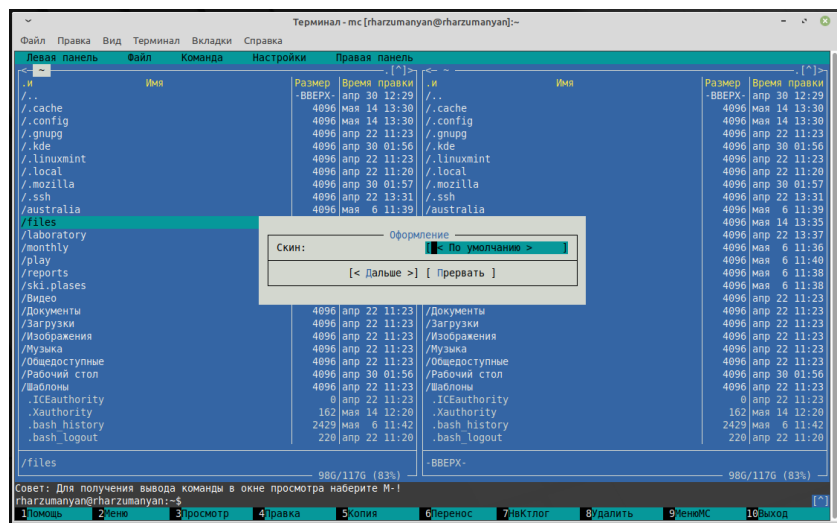 Терминал - mc [rharzumanyan@rharzumanyan]:~
Файл Правка Вид Терминал Вкладки Справка
Левая панель Файл Команда Настройки Правая панель
<- ~ .[^]> <- ~ .[^]>
.и Имя Размер Время правки .и Имя Размер Время правки
/.. -ВВЕРХ- апр 30 12:29 /.. -ВВЕРХ- апр 30 12:29
/.cache 4096 мая 14 13:30 /.cache 4096 мая 14 13:30
/.config 4096 мая 14 13:30 /.config 4096 мая 14 13:30
/.gnupg 4096 апр 22 11:23 /.gnupg 4096 апр 22 11:23
/.kde 4096 апр 30 01:56 /.kde 4096 апр 30 01:56
/.linuxmint 4096 апр 22 11:23 /.linuxmint 4096 апр 22 11:23
/.local 4096 апр 22 11:20 /.local 4096 апр 22 11:20
/.mozilla 4096 апр 30 01:57 /.mozilla 4096 апр 30 01:57
/.ssh 4096 апр 22 13:31 /.ssh 4096 апр 22 13:31
/australia 4096 мая 6 11:39 /australia 4096 мая 6 11:39
/files 4096 мая 14 13:35
/laboratory Оформление 4096 апр 22 13:37
/monthly Скин: [< По умолчанию > ] 4096 мая 6 11:36
/play 4096 мая 6 11:40
/reports [< Дальше >] [ Прервать ] 4096 мая 6 11:38
/ski.plases 4096 мая 6 11:38
/Видео 4096 апр 22 11:23
/Документы 4096 апр 22 11:23 /Документы 4096 апр 22 11:23
/Загрузки 4096 апр 22 11:23 /Загрузки 4096 апр 22 11:23
/Изображения 4096 апр 22 11:23 /Изображения 4096 апр 22 11:23
/Музыка 4096 апр 22 11:23 /Музыка 4096 апр 22 11:23
/Общедоступные 4096 апр 22 11:23 /Общедоступные 4096 апр 22 11:23
/Рабочий стол 4096 апр 30 01:56 /Рабочий стол 4096 апр 30 01:56
/Шаблоны 4096 апр 22 11:23 /Шаблоны 4096 апр 22 11:23
.ICEauthority 0 апр 22 11:23 .ICEauthority 0 апр 22 11:23
.Xauthority 162 мая 14 12:20 .Xauthority 162 мая 14 12:20
.bash_history 2429 мая 6 11:42 .bash_history 2429 мая 6 11:42
.bash_logout 220 апр 22 11:20 .bash_logout 220 апр 22 11:20
/files -ВВЕРХ-
98G/117G (83%) 98G/117G (83%)
Совет: Для получения вывода команды в окне просмотра наберите M-!
rharzumanyan@rharzumanyan:~$ [^]
1Помощь 2Меню 3Просмотр 4Правка 5Копия 6Перенос 7НвКтлог 8Удалить 9МенюMC 10Выход